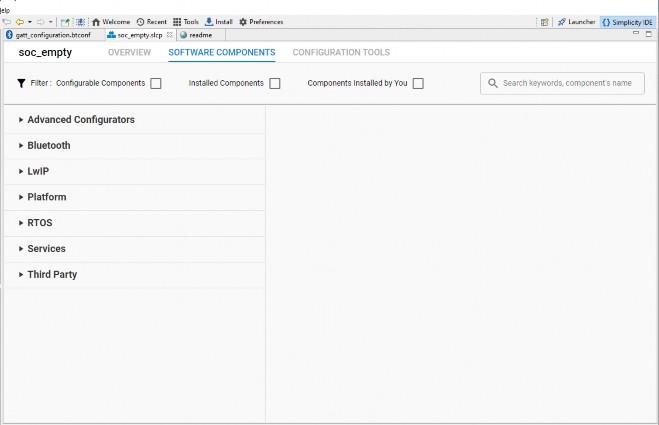 elp
Welcome Recent Tools Install Preferences Launcher {} Simplicity IDE
gatt_configuration.btconf soc_empty.slcp readme
soc_empty OVERVIEW SOFTWARE COMPONENTS CONFIGURATION TOOLS
Filter : Configurable Components Installed Components Components Installed by You Search keywords, component's name
Advanced Configurators
Bluetooth
LwIP
Platform
RTOS
Services
Third Party